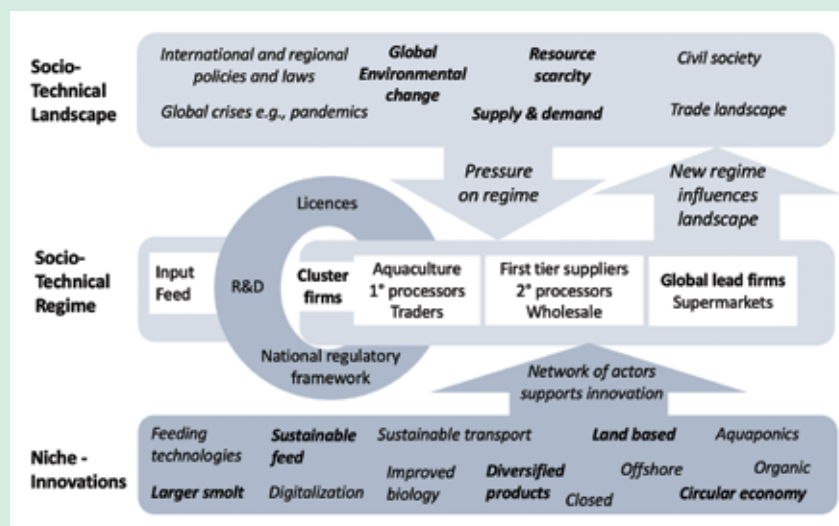 Socio-
Technical
Landscape
International and regional
policies and laws
Global
Environmental
change
Resource
scarcity
Civil society
Global crises e.g., pandemics
Supply & demand
Trade landscape
Pressure
on regime
New regime
influences
landscape
Socio-
Technical
Regime
Input
Feed
Licences
R&D
National regulatory
framework
Cluster
firms
Aquaculture
1° processors
Traders
First tier suppliers
2° processors
Wholesale
Global lead firms
Supermarkets
Network of actors
supports innovation
Niche -
Innovations
Feeding
technologies
Sustainable
feed
Sustainable transport
Land based
Aquaponics
Larger smolt
Digitalization
Improved
biology
Diversified
products
Offshore
Closed
Organic
Circular economy